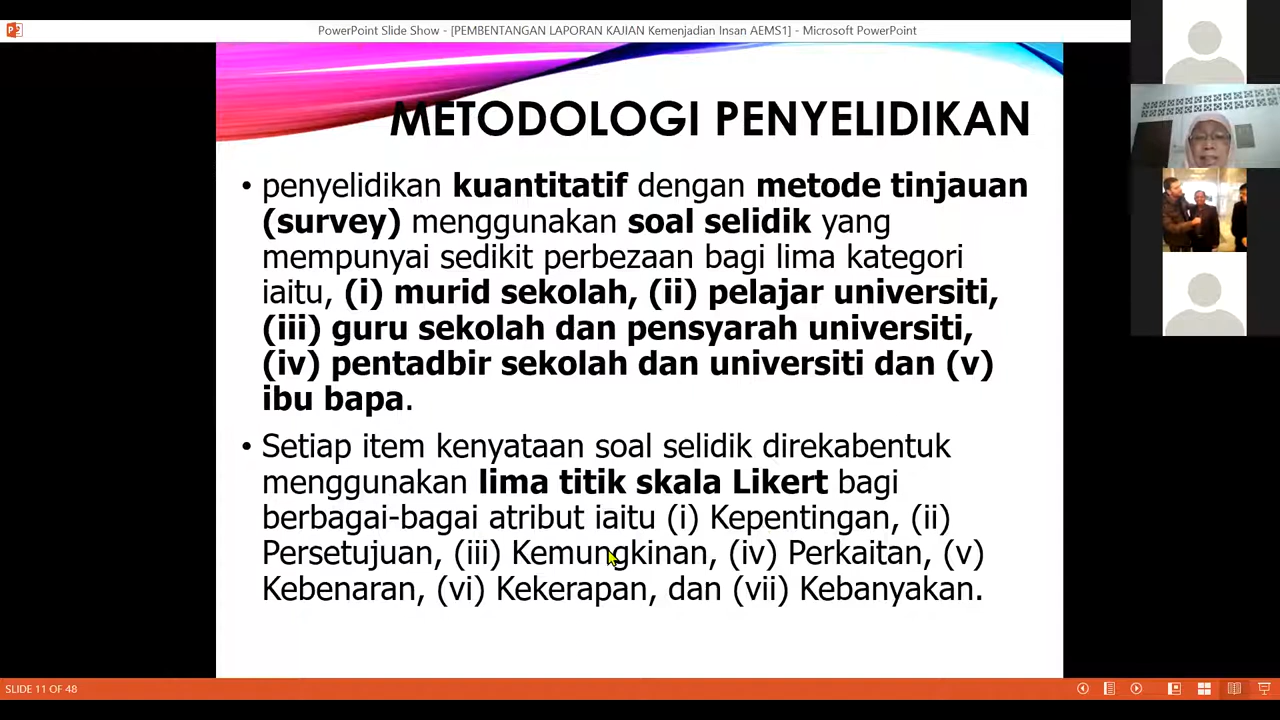 PowerPoint Slide Show - [PEMBENTANGAN LAPORAN KAJIAN Kemenjadian Insan AEMS1] - Microsoft PowerPoint
METODOLOGI PENYELIDIKAN
• penyelidikan kuantitatif dengan metode tinjauan
(survey) menggunakan soal selidik yang
mempunyai sedikit perbezaan bagi lima kategori
iaitu, (i) murid sekolah, (ii) pelajar universiti,
(iii) guru sekolah dan pensyarah universiti,
(iv) pentadbir sekolah dan universiti dan (v)
ibu bapa.
• Setiap item kenyataan soal selidik direkabentuk
menggunakan lima titik skala Likert bagi
berbagai-bagai atribut iaitu (i) Kepentingan, (ii)
Persetujuan, (iii) Kemungkinan, (iv) Perkaitan, (v)
Kebenaran, (vi) Kekerapan, dan (vii) Kebanyakan.
SLIDE 11 OF 48